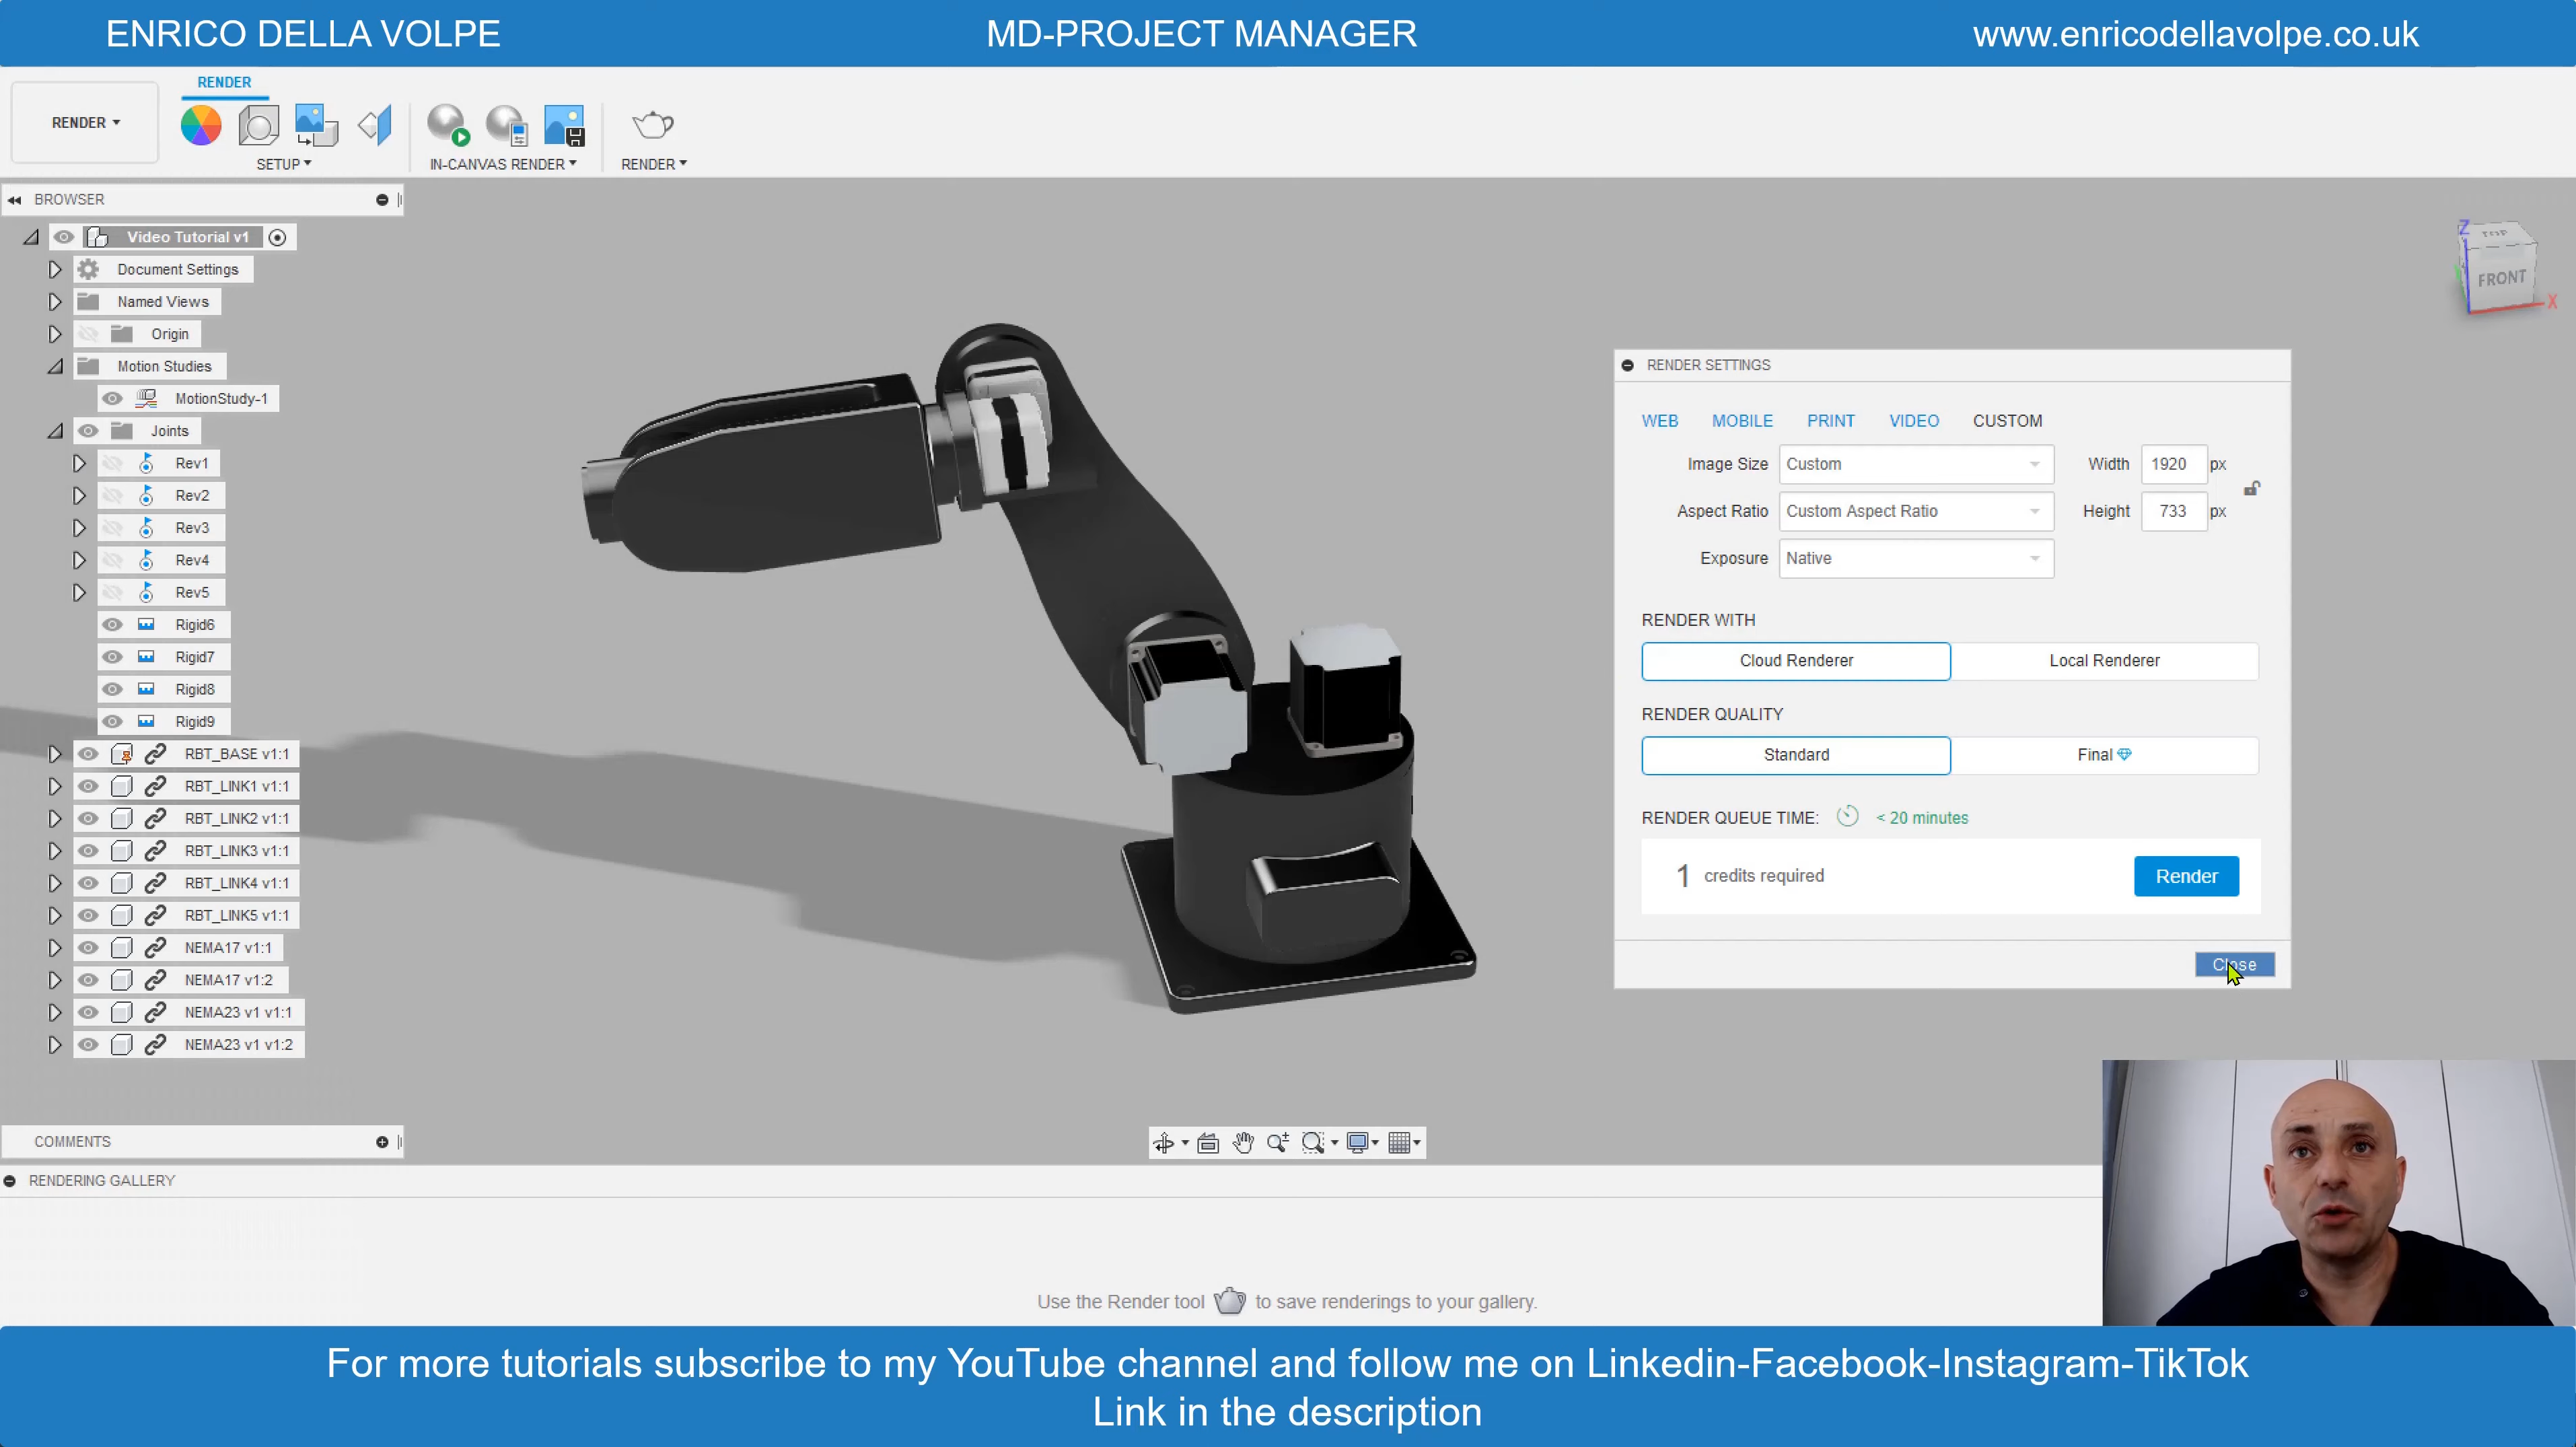 ENRICO DELLA VOLPE
MD-PROJECT MANAGER
www.enricodellavolpe.co.uk
RENDER
RENDER
SETUP
IN-CANVAS RENDER
RENDER
BROWSER
Video Tutorial v1
Document Settings
Named Views
Origin
Motion Studies
MotionStudy-1
Joints
Rev1
Rev2
Rev3
Rev4
Rev5
Rigid6
Rigid7
Rigid8
Rigid9
RBT_BASE v1:1
RBT_LINK1 v1:1
RBT_LINK2 v1:1
RBT_LINK3 v1:1
RBT_LINK4 v1:1
RBT_LINK5 v1:1
NEMA17 v1:1
NEMA17 v1:2
NEMA23 v1 v1:1
NEMA23 v1 v1:2
COMMENTS
Z
TOP
FRONT
X
RENDER SETTINGS
WEB MOBILE PRINT VIDEO CUSTOM
Image Size Custom Width 1920 px
Aspect Ratio Custom Aspect Ratio Height 733 px
Exposure Native
RENDER WITH
Cloud Renderer Local Renderer
RENDER QUALITY
Standard Final
RENDER QUEUE TIME: < 20 minutes
1 credits required Render
Close
RENDERING GALLERY
Use the Render tool to save renderings to your gallery.
For more tutorials subscribe to my YouTube channel and follow me on Linkedin-Facebook-Instagram-TikTok
Link in the description